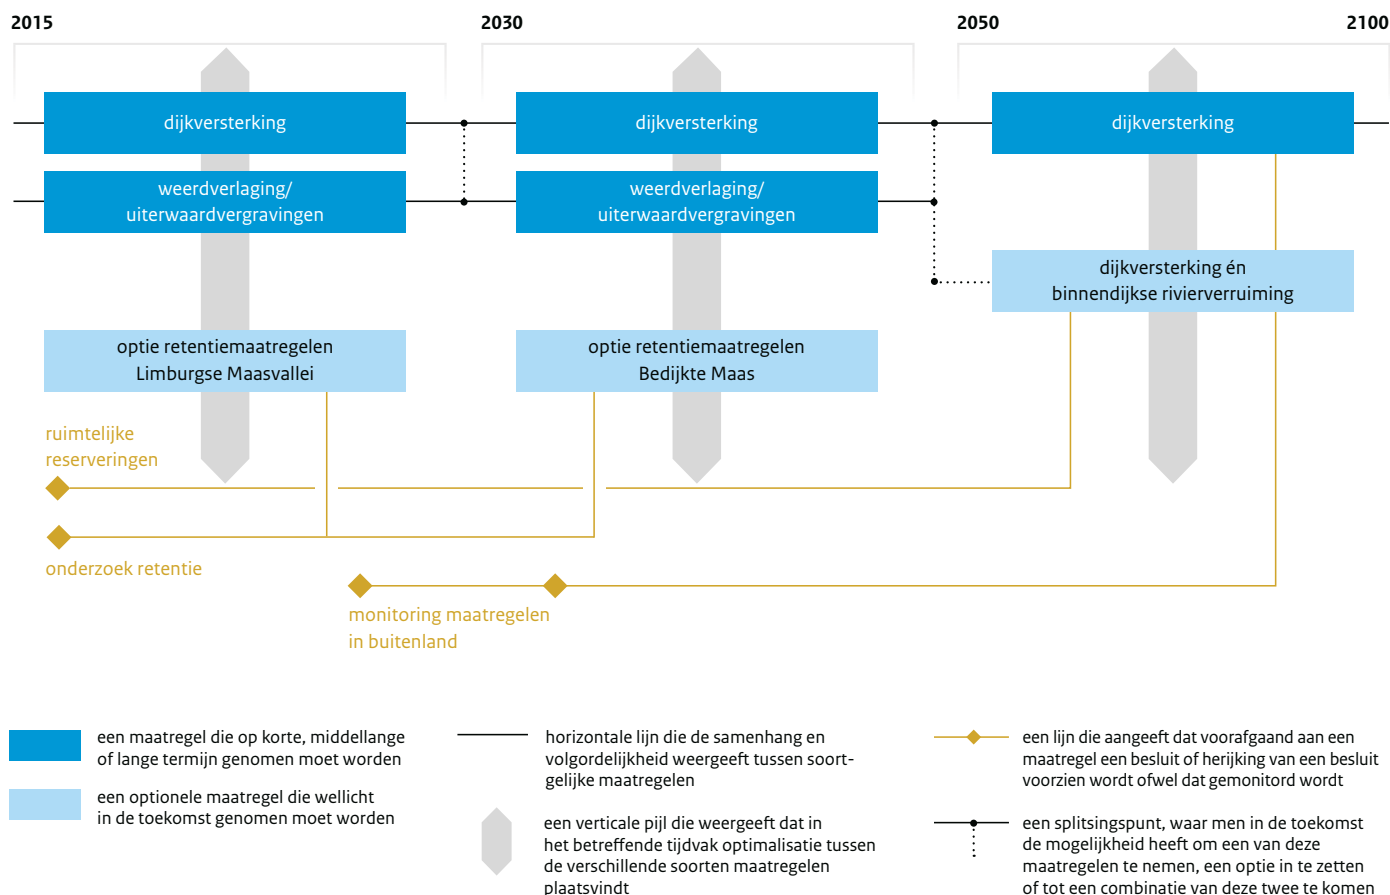 2015
2030
2050
2100
dijkversterking
dijkversterking
dijkversterking
weerdverlaging/
uiterwaardvergravingen
weerdverlaging/
uiterwaardvergravingen
dijkversterking én
binnendijkse rivierverruiming
optie retentiemaatregelen
Limburgse Maasvallei
optie retentiemaatregelen
Bedijkte Maas
ruimtelijke
reserveringen
onderzoek retentie
monitoring maatregelen
in buitenland
een maatregel die op korte, middellange
of lange termijn genomen moet worden
een optionele maatregel die wellicht
in de toekomst genomen moet worden
horizontale lijn die de samenhang en
volgordelijkheid weergeeft tussen soort-
gelijke maatregelen
een verticale pijl die weergeeft dat in
het betreffende tijdvak optimalisatie tussen
de verschillende soorten maatregelen
plaatsvindt
een lijn die aangeeft dat voorafgaand aan een
maatregel een besluit of herijking van een besluit
voorzien wordt ofwel dat gemonitord wordt
een splitsingspunt, waar men in de toekomst
de mogelijkheid heeft om een van deze
maatregelen te nemen, een optie in te zetten
of tot een combinatie van deze twee te komen